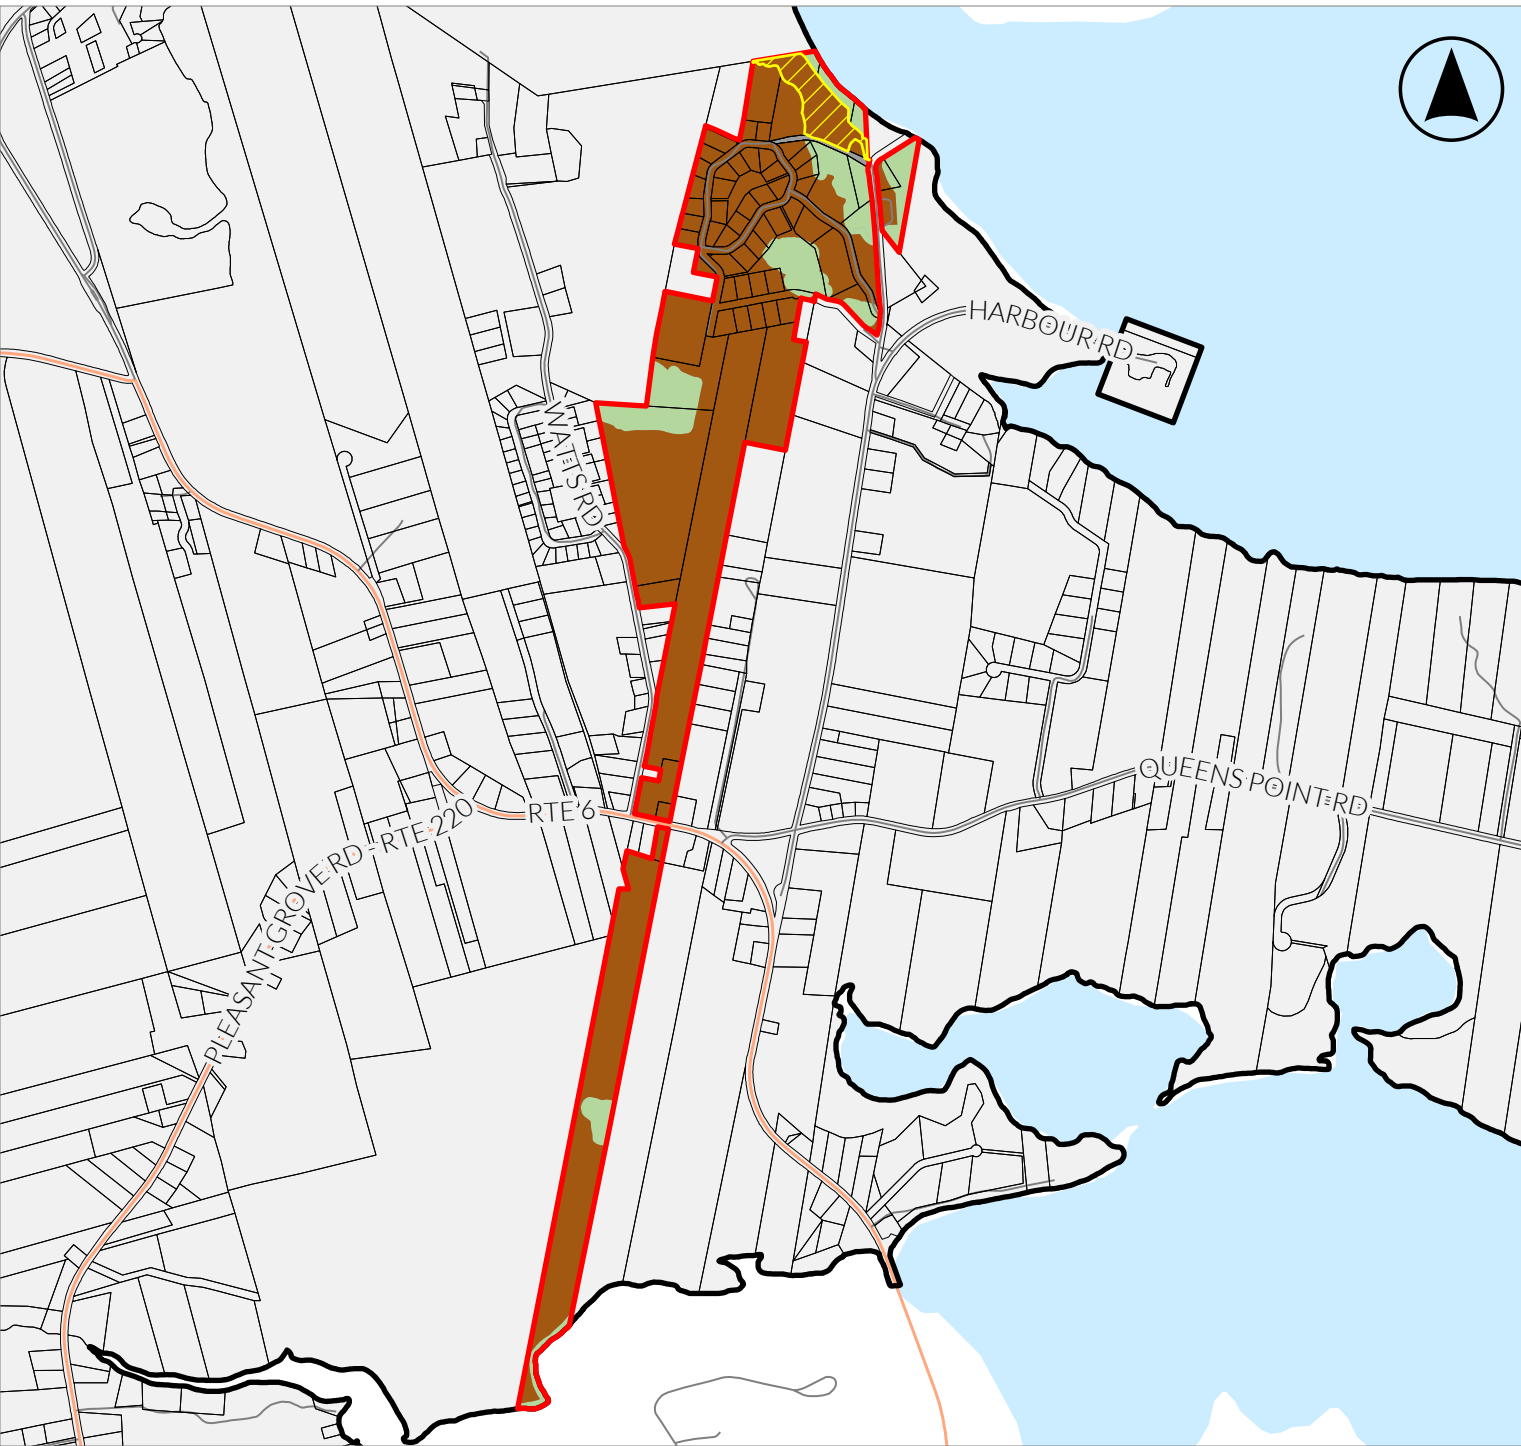 HARBOUR RD
WATTS RD
QUEENS POINT RD
RTE 6
PLEASANT GROVE RD - RTE 220